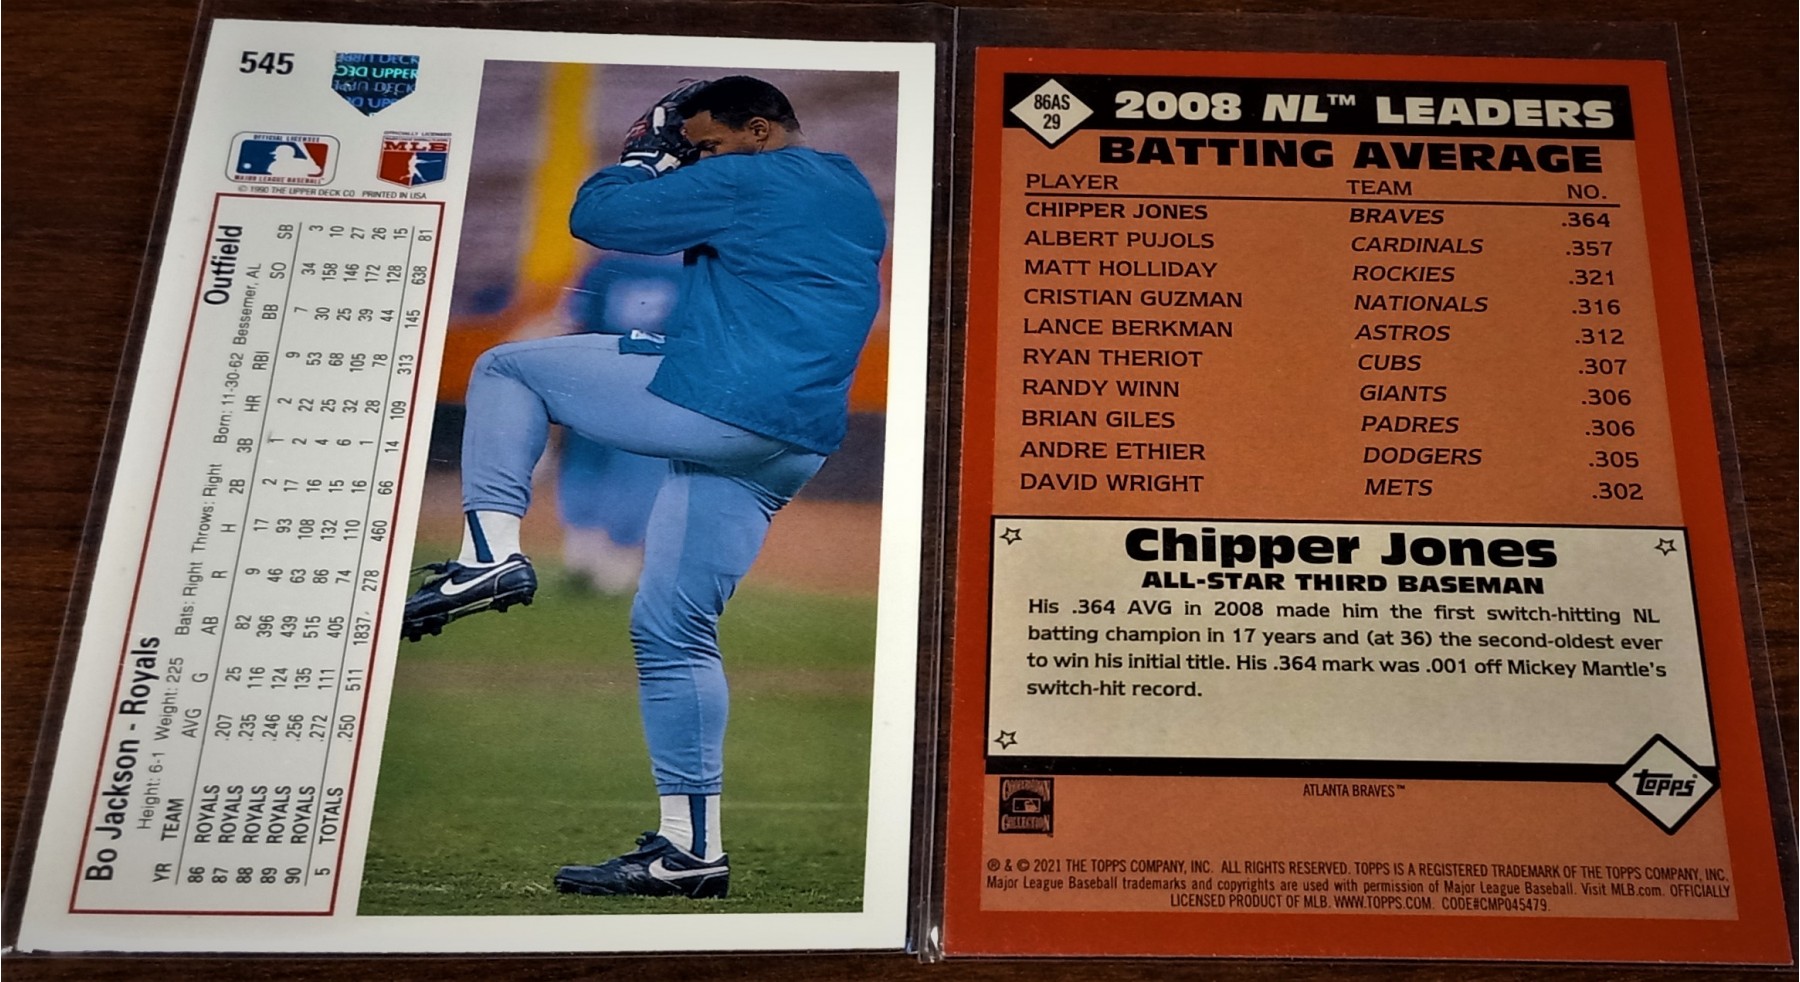 545
UPPER DECK
OFFICIAL LICENSEE
MAJOR LEAGUE BASEBALL
OFFICIALLY LICENSED
MLB
© 1990 THE UPPER DECK CO. PRINTED IN USA
Bo Jackson - Royals Outfield
Height: 6-1 Weight: 225 Bats: Right Throws: Right Born: 11-30-62 Bessemer, AL
YR TEAM AVG G AB R H 2B 3B HR RBI BB SO SB
86 ROYALS .207 25 82 9 17 2 1 2 9 7 34 3
87 ROYALS .235 116 396 46 93 17 2 22 53 30 158 10
88 ROYALS .246 124 439 63 108 16 4 25 68 25 146 27
89 ROYALS .256 135 515 86 132 15 6 32 105 39 172 26
90 ROYALS .272 111 405 74 110 16 1 28 78 44 128 15
5 TOTALS .250 511 1837 278 460 66 14 109 313 145 638 81
86AS
29
2008 NL™ LEADERS
BATTING AVERAGE
PLAYER TEAM NO.
CHIPPER JONES BRAVES .364
ALBERT PUJOLS CARDINALS .357
MATT HOLLIDAY ROCKIES .321
CRISTIAN GUZMAN NATIONALS .316
LANCE BERKMAN ASTROS .312
RYAN THERIOT CUBS .307
RANDY WINN GIANTS .306
BRIAN GILES PADRES .306
ANDRE ETHIER DODGERS .305
DAVID WRIGHT METS .302
Chipper Jones
ALL-STAR THIRD BASEMAN
His .364 AVG in 2008 made him the first switch-hitting NL
batting champion in 17 years and (at 36) the second-oldest ever
to win his initial title. His .364 mark was .001 off Mickey Mantle's
switch-hit record.
topps®
COOPERSTOWN
COLLECTION
ATLANTA BRAVES™
® & © 2021 THE TOPPS COMPANY, INC. ALL RIGHTS RESERVED. TOPPS IS A REGISTERED TRADEMARK OF THE TOPPS COMPANY, INC.
Major League Baseball trademarks and copyrights are used with permission of Major League Baseball. Visit MLB.com. OFFICIALLY
LICENSED PRODUCT OF MLB. WWW.TOPPS.COM. CODE#CMP045479.